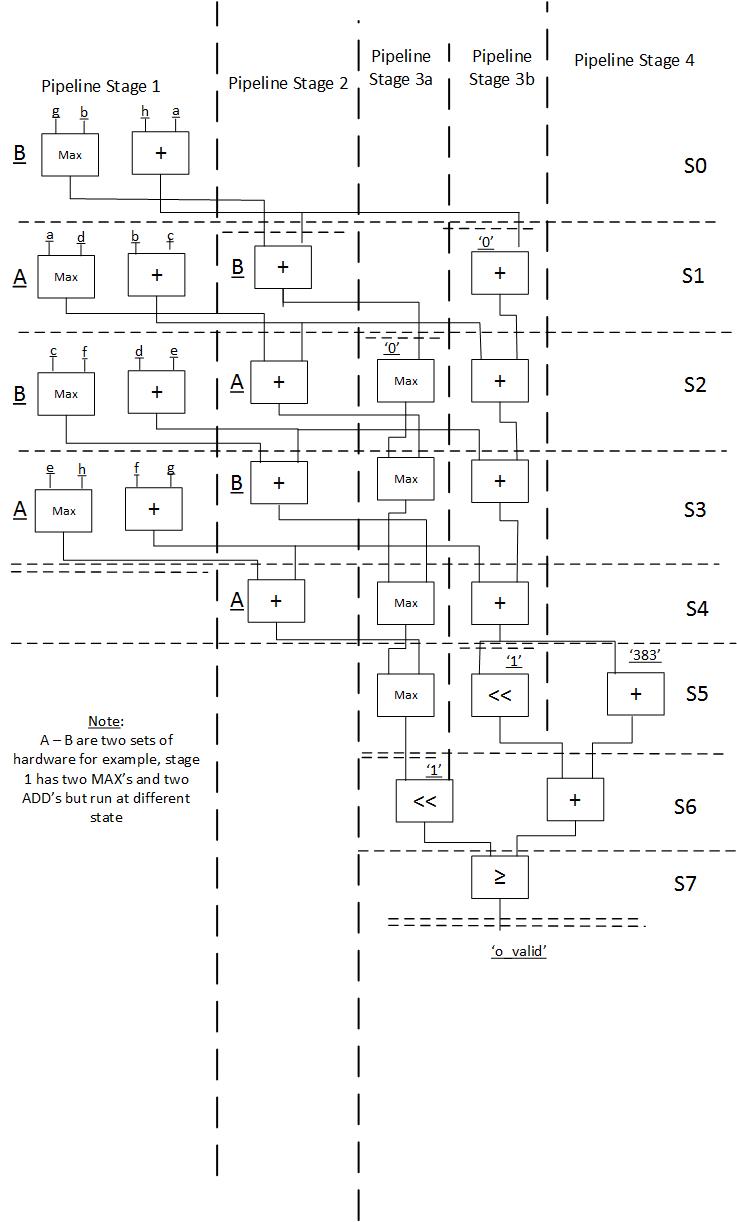 Pipeline Stage 1
Pipeline Stage 2
Pipeline
Stage 3a
Pipeline
Stage 3b
Pipeline Stage 4
g b h a
B Max + S0
a d b c
A Max + B + '0' + S1
c f d e
B Max + A + '0' Max + S2
e h f g
A Max + B + Max + S3
A + Max + S4
'1' '383'
Max << + S5
'1'
<< + S6
≥ S7
'o_valid'
Note:
A – B are two sets of
hardware for example, stage
1 has two MAX's and two
ADD's but run at different
state